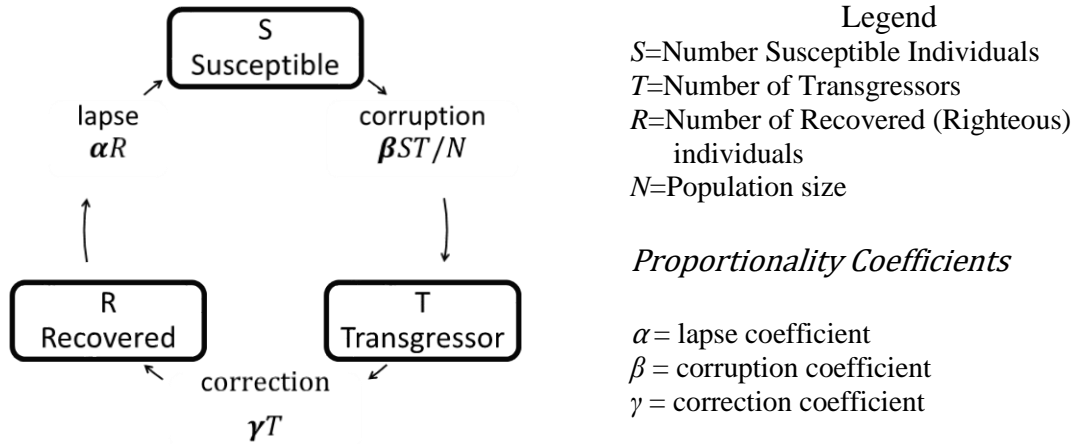 S
Susceptible
lapse
αR
corruption
βST/N
R
Recovered
T
Transgressor
correction
γT
Legend
S=Number Susceptible Individuals
T=Number of Transgressors
R=Number of Recovered (Righteous)
individuals
N=Population size
Proportionality Coefficients
α = lapse coefficient
β = corruption coefficient
γ = correction coefficient